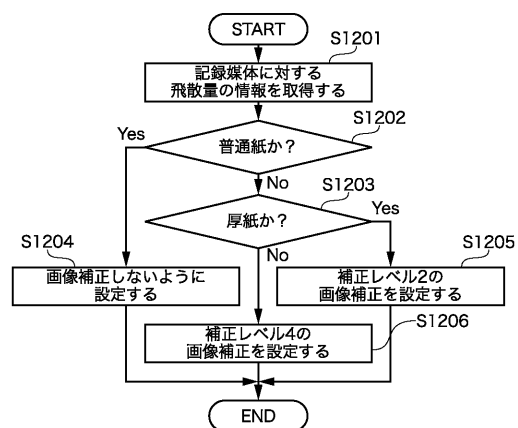 START
S1201
記録媒体に対する
飛散量の情報を取得する
S1202
普通紙か？
Yes
No
S1203
厚紙か？
Yes
No
S1204
画像補正しないように
設定する
S1205
補正レベル2の
画像補正を設定する
S1206
補正レベル4の
画像補正を設定する
END